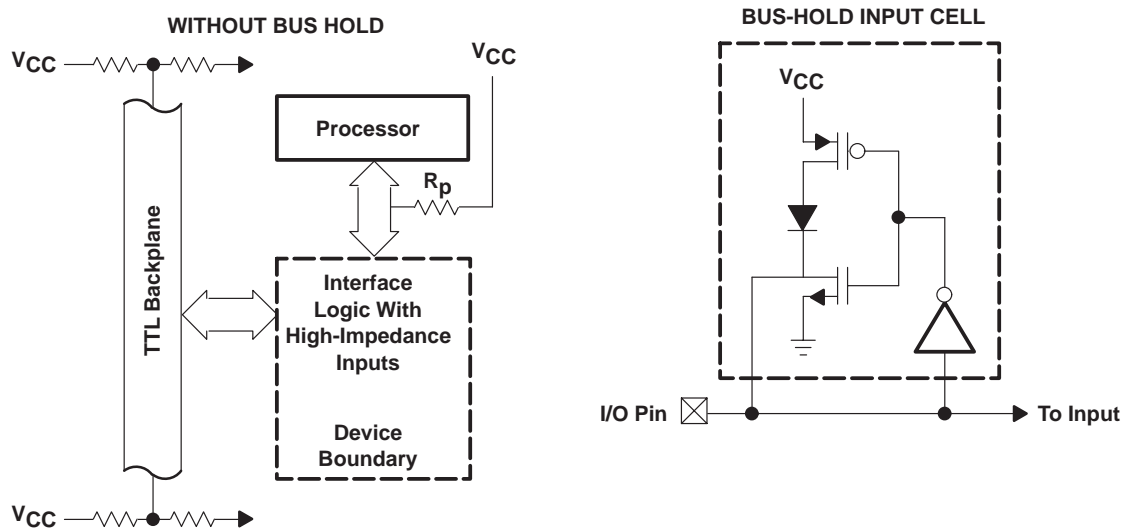 WITHOUT BUS HOLD
VCC
VCC
Processor
Rp
TTL Backplane
Interface
Logic With
High-Impedance
Inputs
Device
Boundary
VCC
BUS-HOLD INPUT CELL
VCC
I/O Pin
To Input